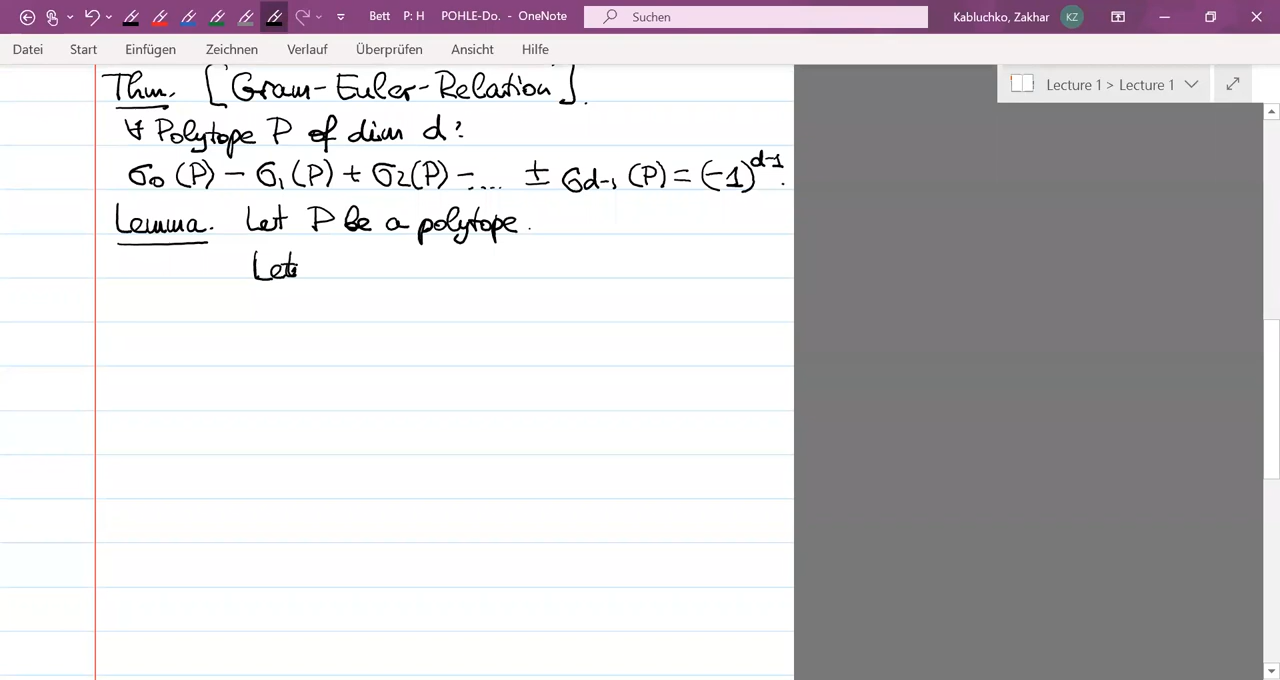 Bett P: H POHLE-Do. - OneNote Suchen Kabluchko, Zakhar KZ
Datei Start Einfügen Zeichnen Verlauf Überprüfen Ansicht Hilfe
Lecture 1 > Lecture 1
Thm. [Gram-Euler-Relation].
∀ Polytope P of dim d:
σ₀(P) - σ₁(P) + σ₂(P) - ... ± σ_{d-1}(P) = (-1)^{d-1}.
Lemma. Let P be a polytope.
Let